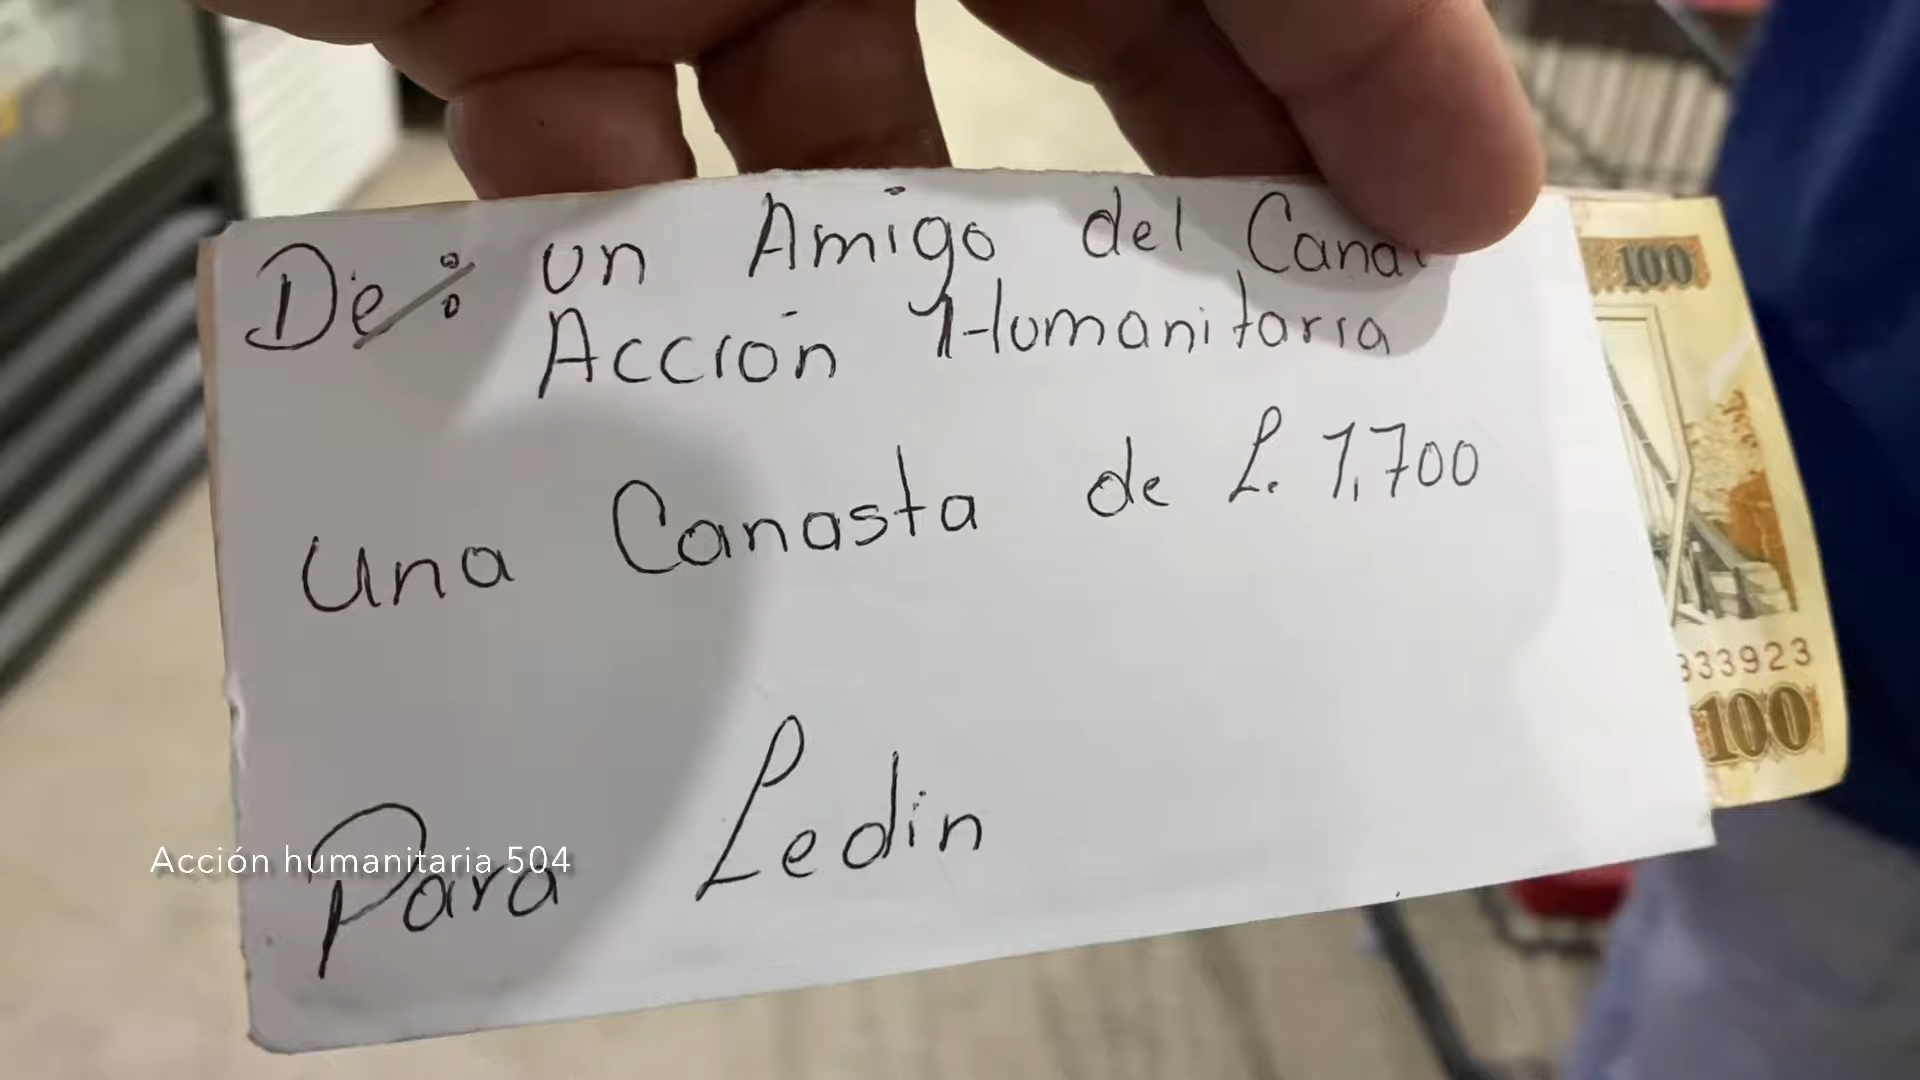 De: un Amigo del Canal
Acción Humanitaria
una Canasta de L. 1,700
Para Ledin
Acción humanitaria 504
100
333923
100